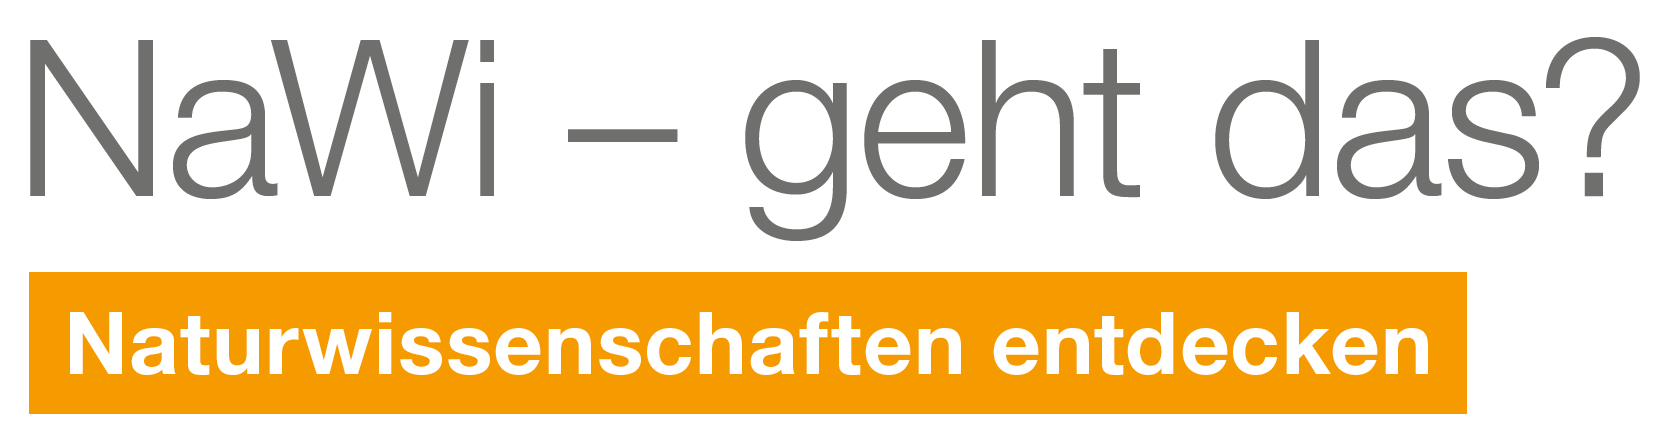 NaWi – geht das?
Naturwissenschaften entdecken